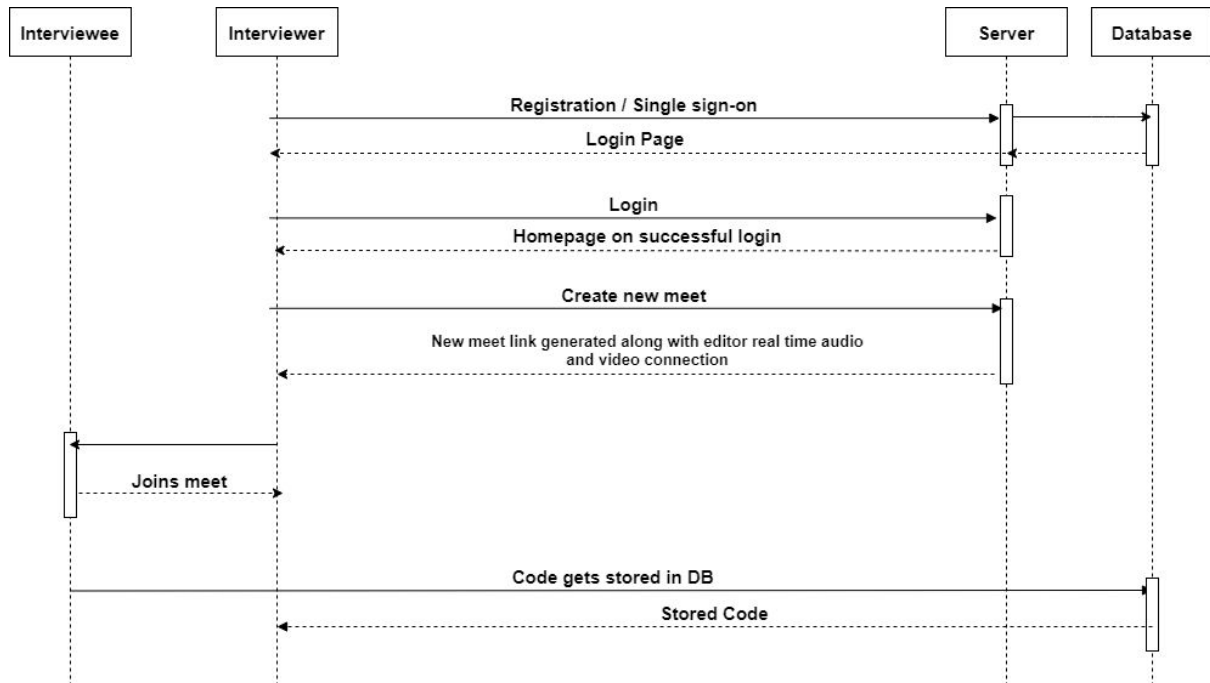 Interviewee
Interviewer
Server
Database
Registration / Single sign-on
Login Page
Login
Homepage on successful login
Create new meet
New meet link generated along with editor real time audio
and video connection
Joins meet
Code gets stored in DB
Stored Code